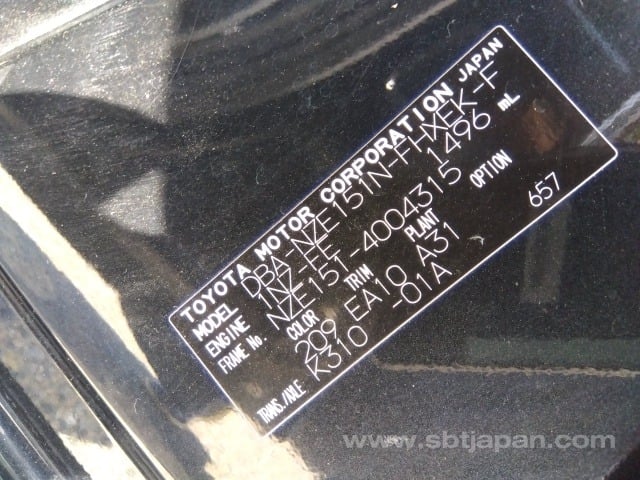 TOYOTA MOTOR CORPORATION JAPAN
MODEL DBA-NZE151N-FHXEK-F
ENGINE 1NZ-FE 1496 mL
FRAME No. NZE151-4004315
COLOR TRIM PLANT OPTION
209 EA10 A31 657
TRANS./AXLE K310 -01A
www.sbtjapan.com